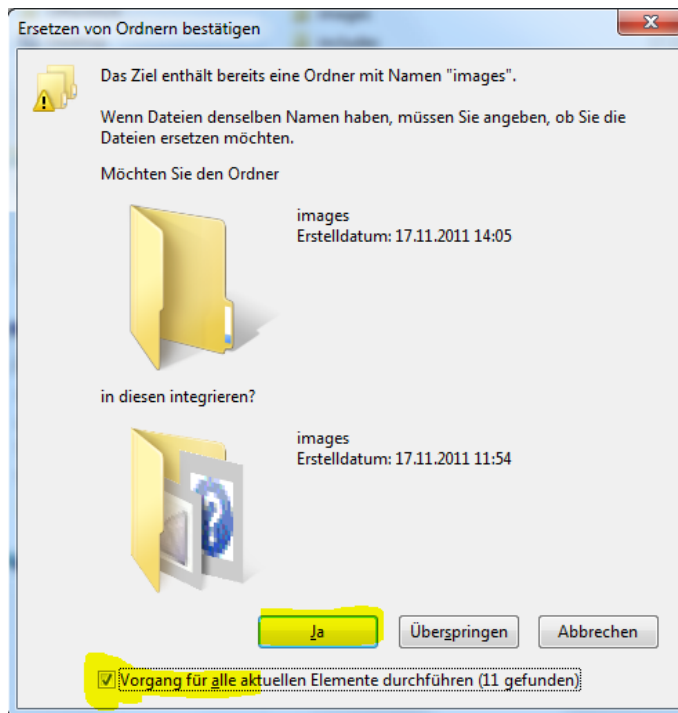 Ersetzen von Ordnern bestätigen
Das Ziel enthält bereits eine Ordner mit Namen "images".
Wenn Dateien denselben Namen haben, müssen Sie angeben, ob Sie die
Dateien ersetzen möchten.
Möchten Sie den Ordner
images
Erstelldatum: 17.11.2011 14:05
in diesen integrieren?
images
Erstelldatum: 17.11.2011 11:54
Ja
Überspringen
Abbrechen
Vorgang für alle aktuellen Elemente durchführen (11 gefunden)